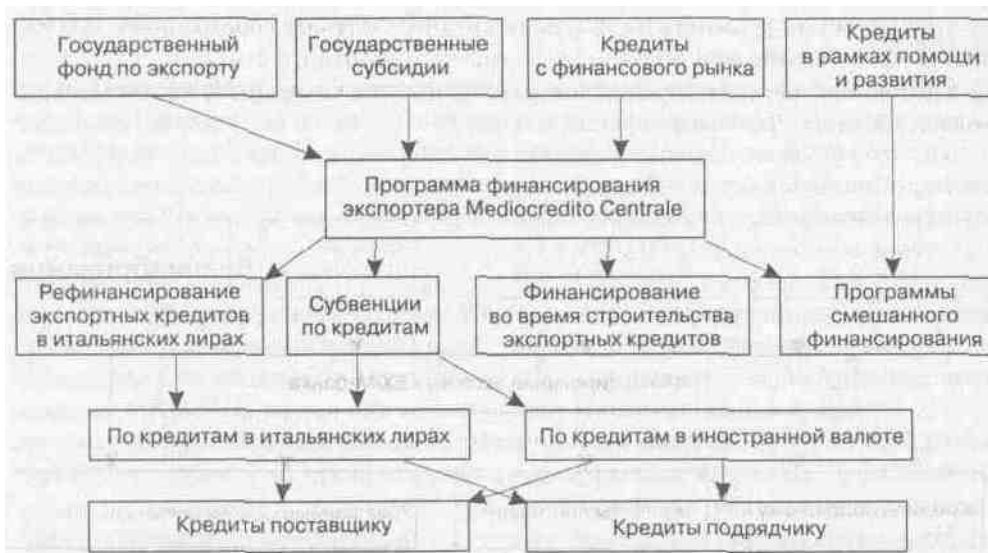 Государственный
фонд по экспорту
Государственные
субсидии
Кредиты
с финансового рынка
Кредиты
в рамках помощи
и развития
Программа финансирования
экспортера Mediocredito Centrale
Рефинансирование
экспортных кредитов
в итальянских лирах
Субвенции
по кредитам
Финансирование
во время строительства
экспортных кредитов
Программы
смешанного
финансирования
По кредитам в итальянских лирах
По кредитам в иностранной валюте
Кредиты поставщику
Кредиты подрядчику